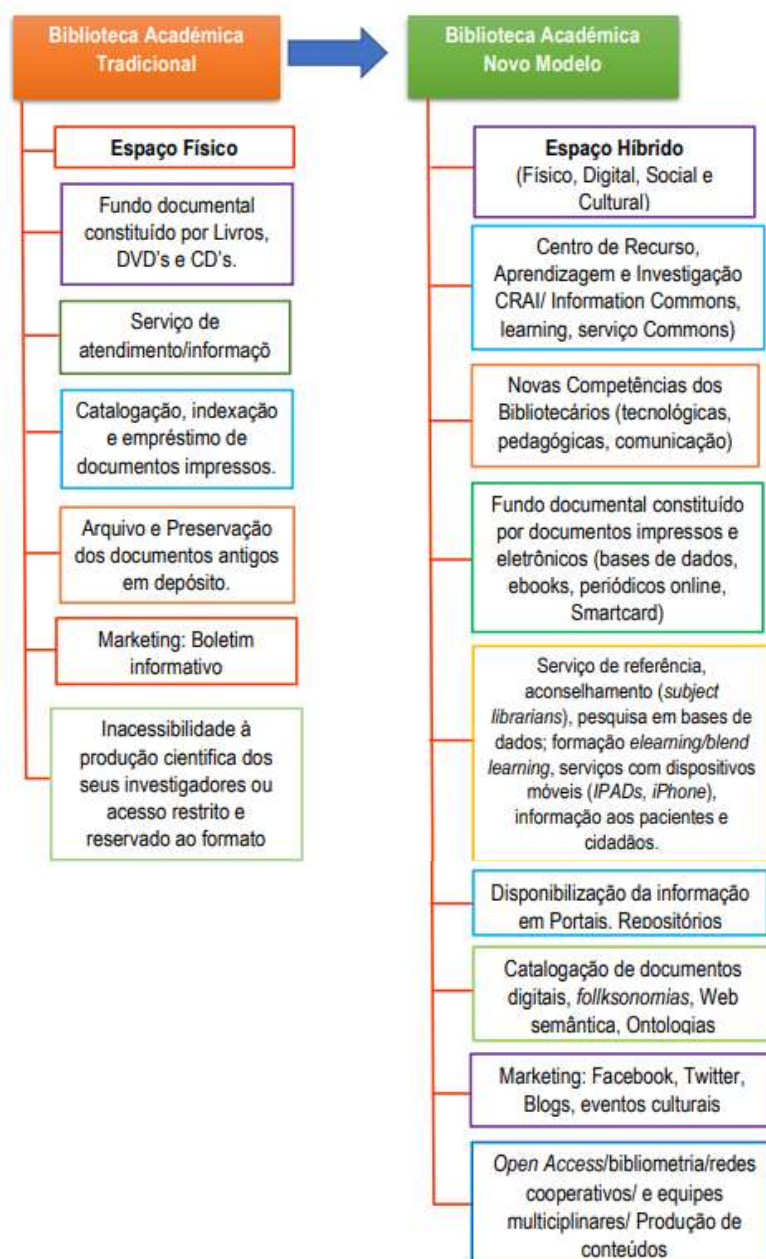 Biblioteca Académica
Tradicional
Biblioteca Académica
Novo Modelo
Espaço Físico
Fundo documental
constituído por Livros,
DVD's e CD's.
Serviço de
atendimento/informaçõ
Catalogação, indexação
e empréstimo de
documentos impressos.
Arquivo e Preservação
dos documentos antigos
em depósito.
Marketing: Boletim
informativo
Inacessibilidade à
produção cientifica dos
seus investigadores ou
acesso restrito e
reservado ao formato
Espaço Híbrido
(Físico, Digital, Social e
Cultural)
Centro de Recurso,
Aprendizagem e Investigação
CRAI/ Information Commons,
learning, serviço Commons)
Novas Competências dos
Bibliotecários (tecnológicas,
pedagógicas, comunicação)
Fundo documental constituído
por documentos impressos e
eletrônicos (bases de dados,
ebooks, periódicos online,
Smartcard)
Serviço de referência,
aconselhamento (subject
librarians), pesquisa em bases de
dados; formação elearning/blend
learning, serviços com dispositivos
móveis (IPADs, iPhone),
informação aos pacientes e
cidadãos.
Disponibilização da informação
em Portais. Repositórios
Catalogação de documentos
digitais, follksonomias, Web
semântica, Ontologias
Marketing: Facebook, Twitter,
Blogs, eventos culturais
Open Access/bibliometria/redes
cooperativos/ e equipes
multiciplinares/ Produção de
conteúdos